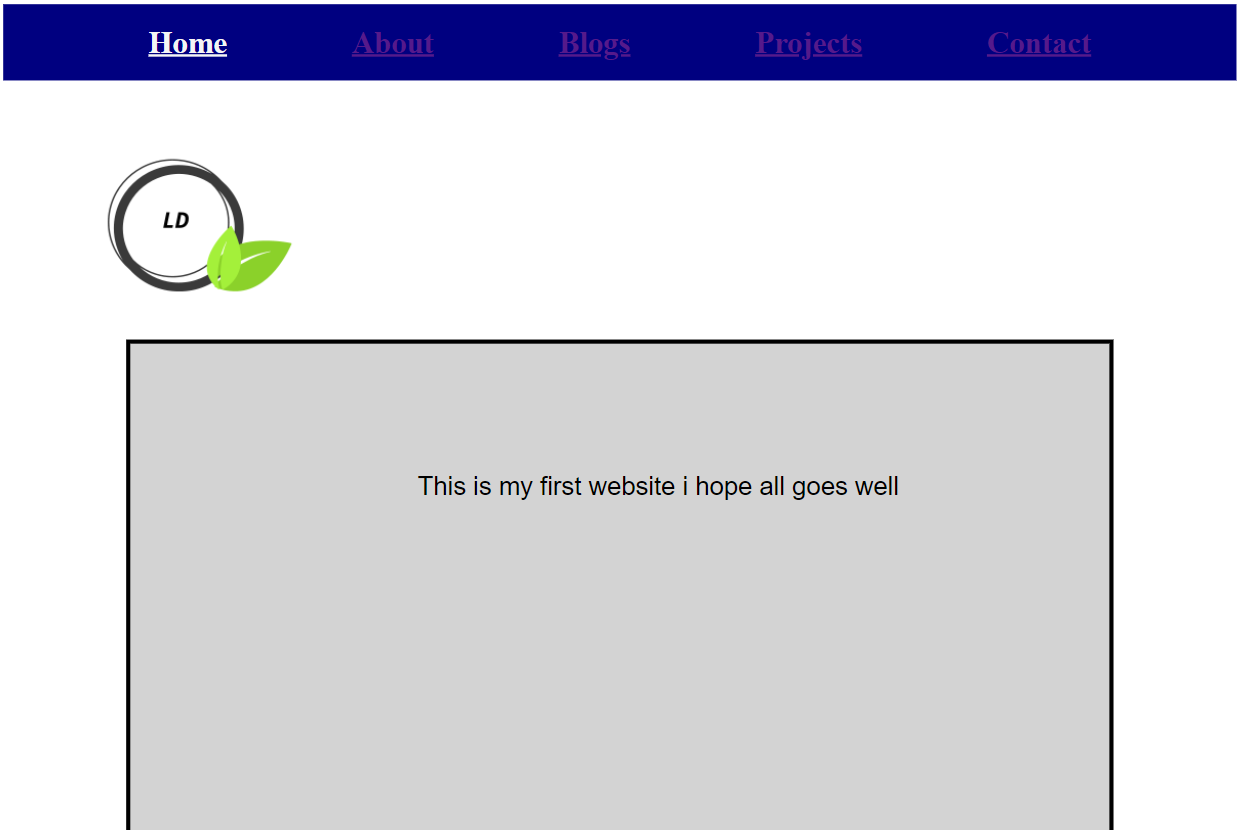 Home About Blogs Projects Contact
LD
This is my first website i hope all goes well